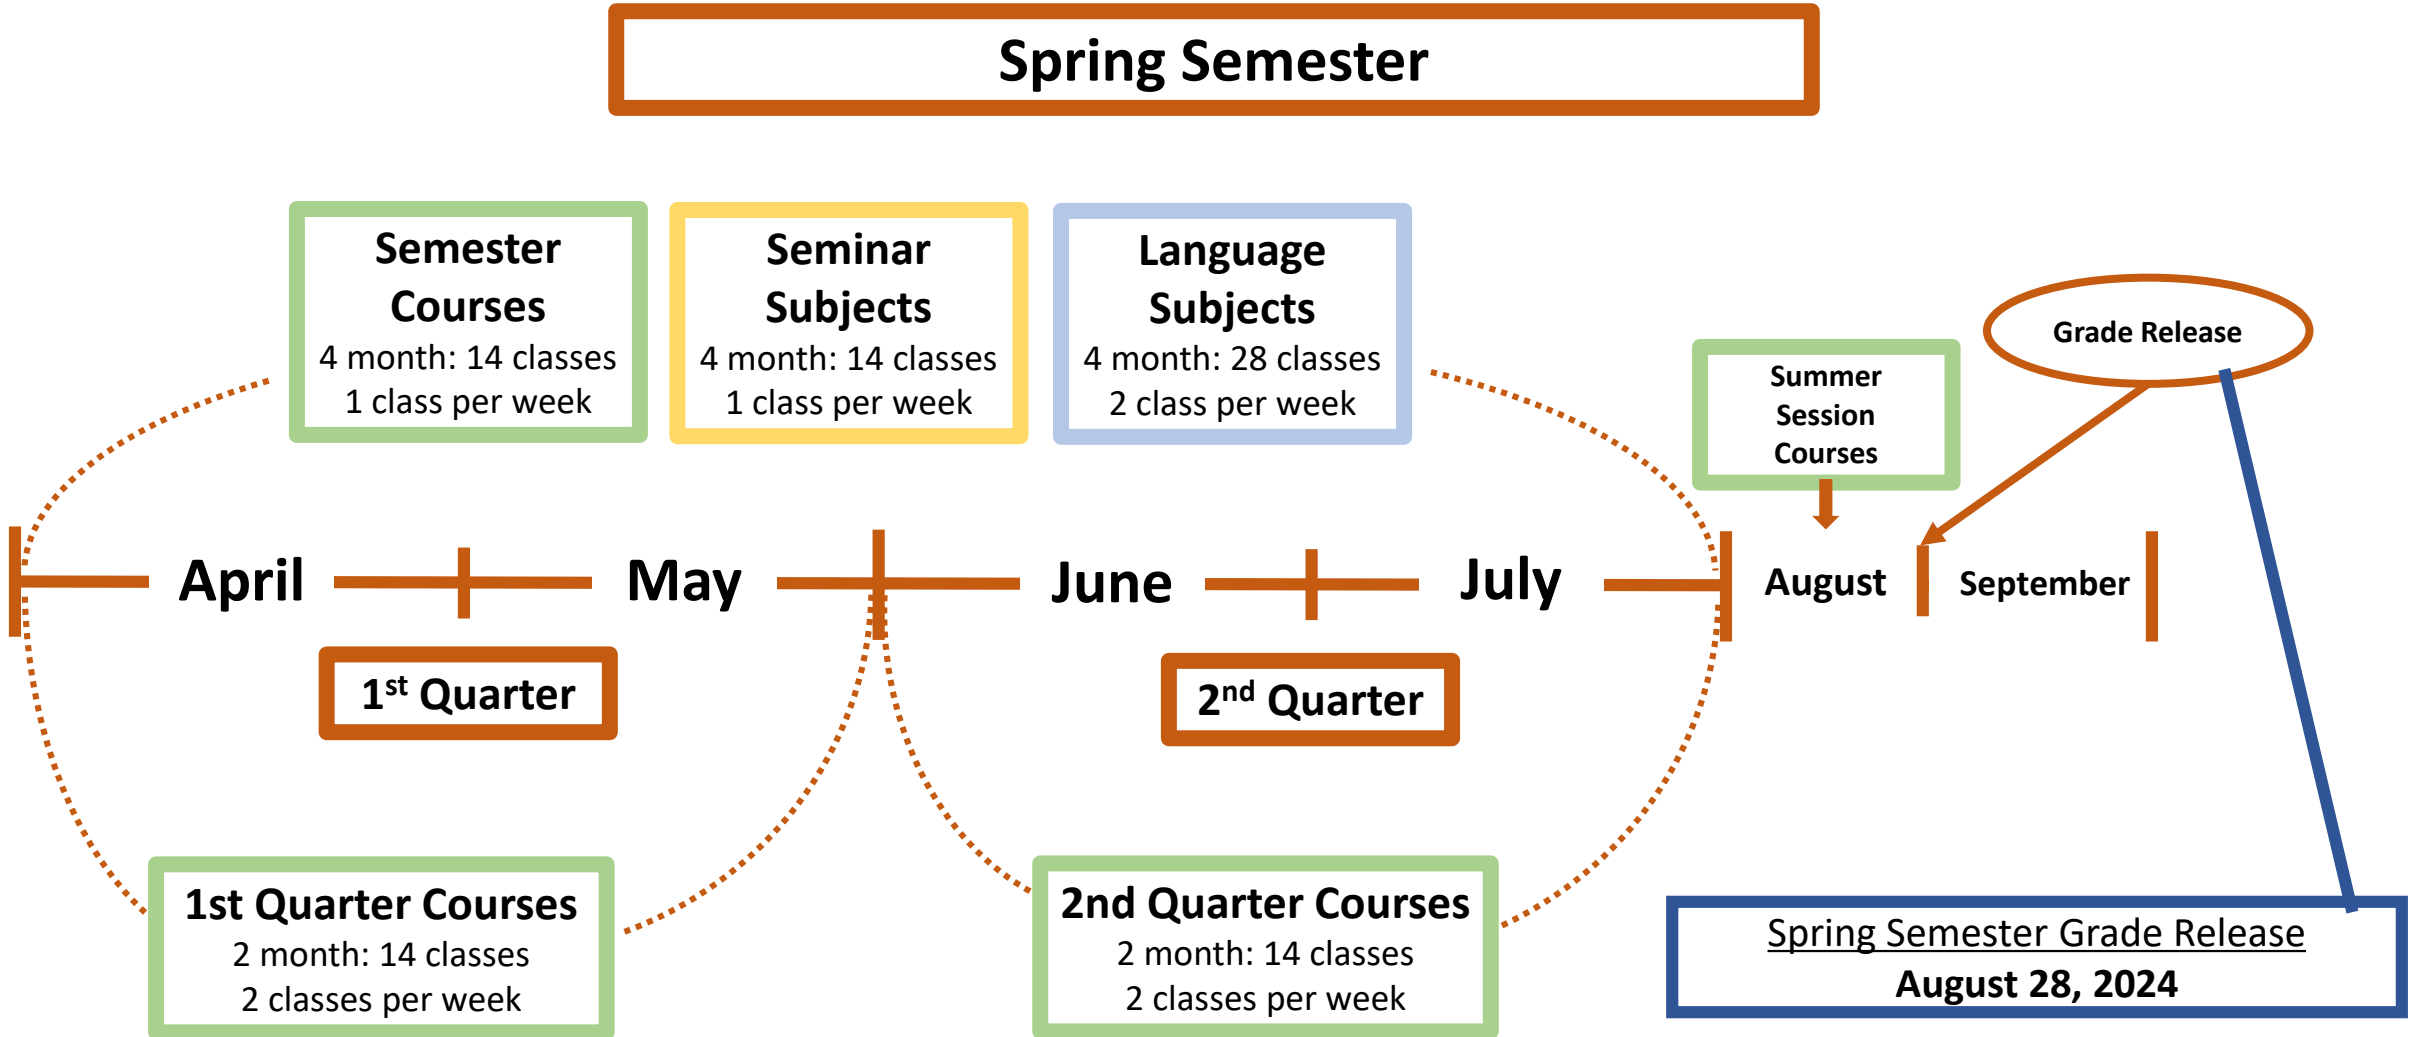 Spring Semester
Semester
Courses
4 month: 14 classes
1 class per week
Seminar
Subjects
4 month: 14 classes
1 class per week
Language
Subjects
4 month: 28 classes
2 class per week
Grade Release
Summer
Session
Courses
April
May
June
July
August
September
1st Quarter
2nd Quarter
1st Quarter Courses
2 month: 14 classes
2 classes per week
2nd Quarter Courses
2 month: 14 classes
2 classes per week
Spring Semester Grade Release
August 28, 2024